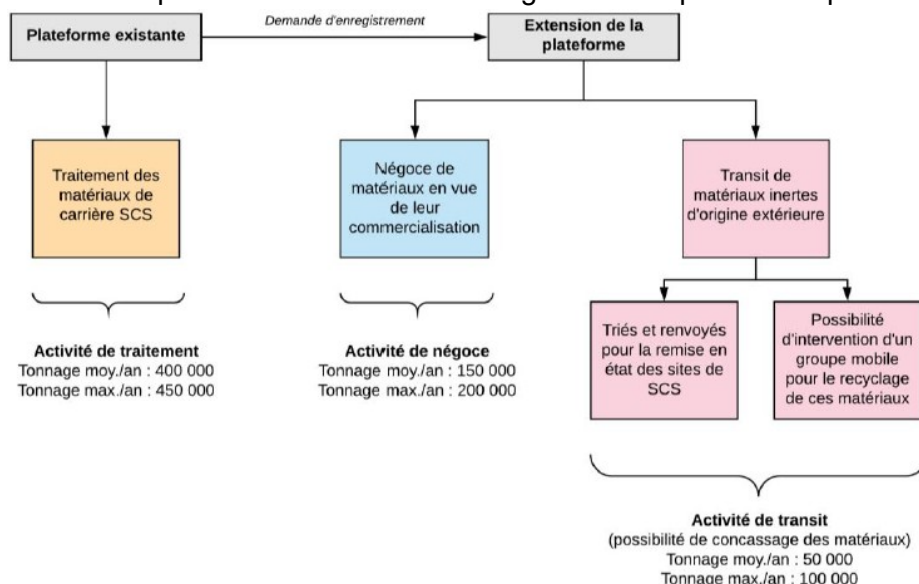 Demande d'enregistrement
Plateforme existante
Extension de la
plateforme
Traitement des
matériaux de
carrière SCS
Négoce de
matériaux en vue
de leur
commercialisation
Transit de
matériaux inertes
d'origine extérieure
Triés et renvoyés
pour la remise en
état des sites de
SCS
Possibilité
d'intervention d'un
groupe mobile
pour le recyclage
de ces matériaux
Activité de traitement
Tonnage moy./an : 400 000
Tonnage max./an : 450 000
Activité de négoce
Tonnage moy./an : 150 000
Tonnage max./an : 200 000
Activité de transit
(possibilité de concassage des matériaux)
Tonnage moy./an : 50 000
Tonnage max./an : 100 000